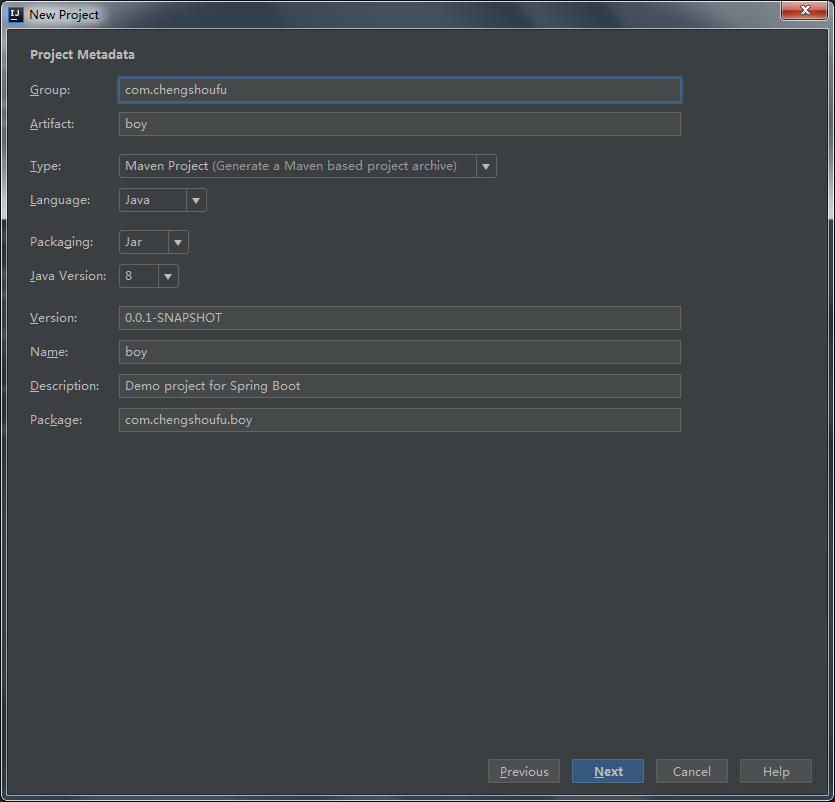 New Project
Project Metadata
Group: com.chengshoufu
Artifact: boy
Type: Maven Project (Generate a Maven based project archive)
Language: Java
Packaging: Jar
Java Version: 8
Version: 0.0.1-SNAPSHOT
Name: boy
Description: Demo project for Spring Boot
Package: com.chengshoufu.boy
Previous Next Cancel Help